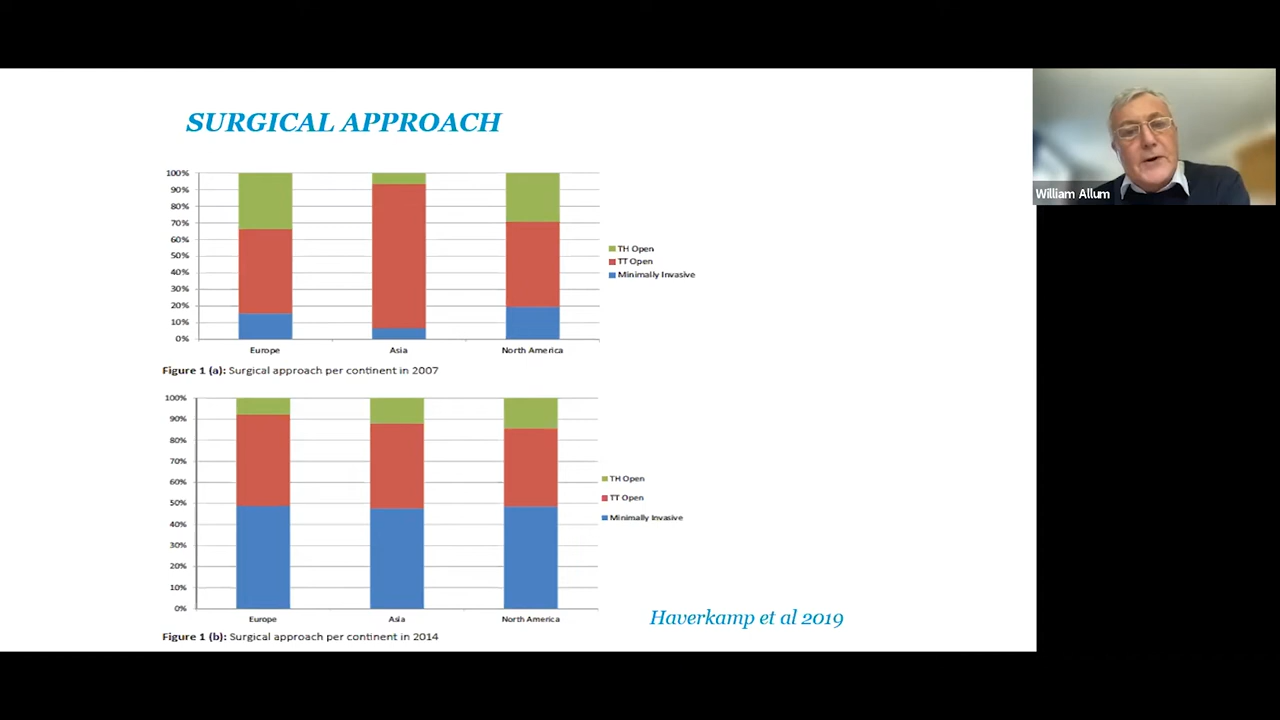 SURGICAL APPROACH
100%
90%
80%
70%
60%
50%
40%
30%
20%
10%
0%
Europe
Asia
North America
TH Open
TT Open
Minimally Invasive
Figure 1 (a): Surgical approach per continent in 2007
100%
90%
80%
70%
60%
50%
40%
30%
20%
10%
0%
Europe
Asia
North America
TH Open
TT Open
Minimally Invasive
Figure 1 (b): Surgical approach per continent in 2014
Haverkamp et al 2019
William Allum